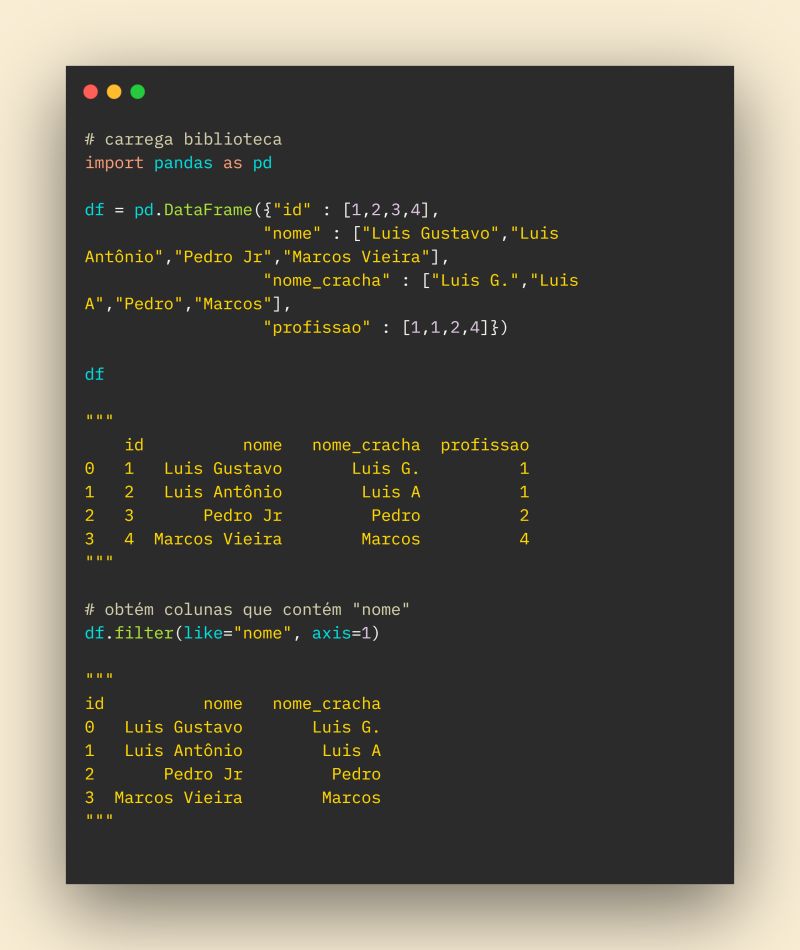 # carrega biblioteca
import pandas as pd
df = pd.DataFrame({"id" : [1,2,3,4],
"nome" : ["Luis Gustavo","Luis
Antônio","Pedro Jr","Marcos Vieira"],
"nome_cracha" : ["Luis G.","Luis
A","Pedro","Marcos"],
"profissao" : [1,1,2,4]})
df
"""
id nome nome_cracha profissao
0 1 Luis Gustavo Luis G. 1
1 2 Luis Antônio Luis A 1
2 3 Pedro Jr Pedro 2
3 4 Marcos Vieira Marcos 4
"""
# obtém colunas que contém "nome"
df.filter(like="nome", axis=1)
"""
id nome nome_cracha
0 Luis Gustavo Luis G.
1 Luis Antônio Luis A
2 Pedro Jr Pedro
3 Marcos Vieira Marcos
"""